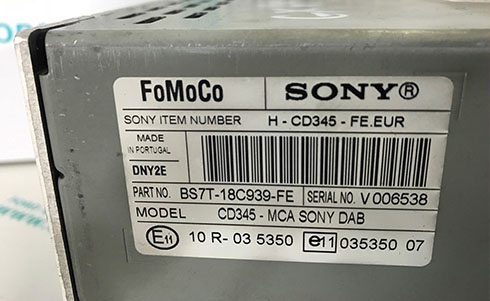 FoMoCo SONY®
SONY ITEM NUMBER H - CD345 - FE.EUR
MADE
IN PORTUGAL
DNY2E
PART NO. BS7T-18C939-FE SERIAL NO. V 006538
MODEL CD345 - MCA SONY DAB
E11 10 R- 03 5350 e11 035350 07